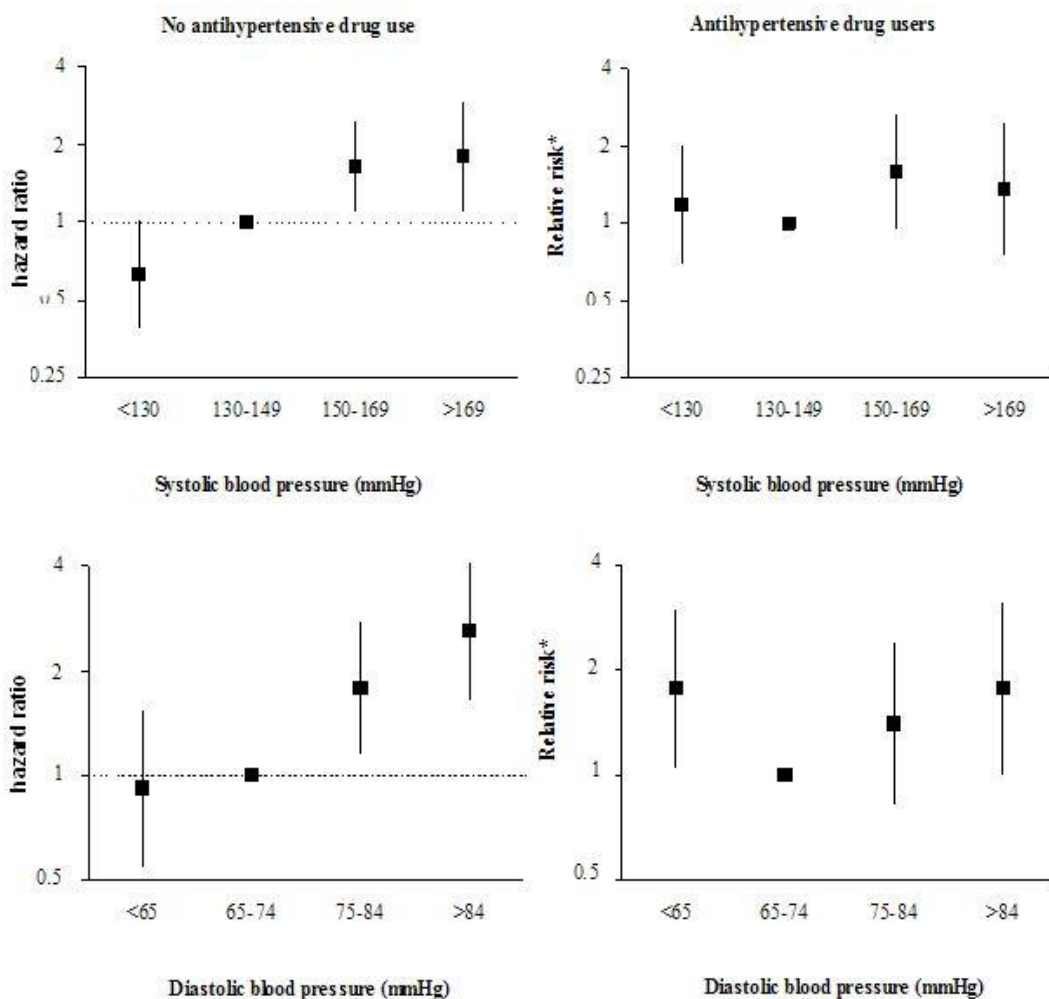 No antihypertensive drug use
4
2
1
0.25
hazard ratio
<130 130-149 150-169 >169
Systolic blood pressure (mmHg)
Antihypertensive drug users
4
2
1
0.5
0.25
Relative risk*
<130 130-149 150-169 >169
Systolic blood pressure (mmHg)
4
2
1
0.5
hazard ratio
<65 65-74 75-84 >84
Diastolic blood pressure (mmHg)
4
2
1
0.5
Relative risk*
<65 65-74 75-84 >84
Diastolic blood pressure (mmHg)